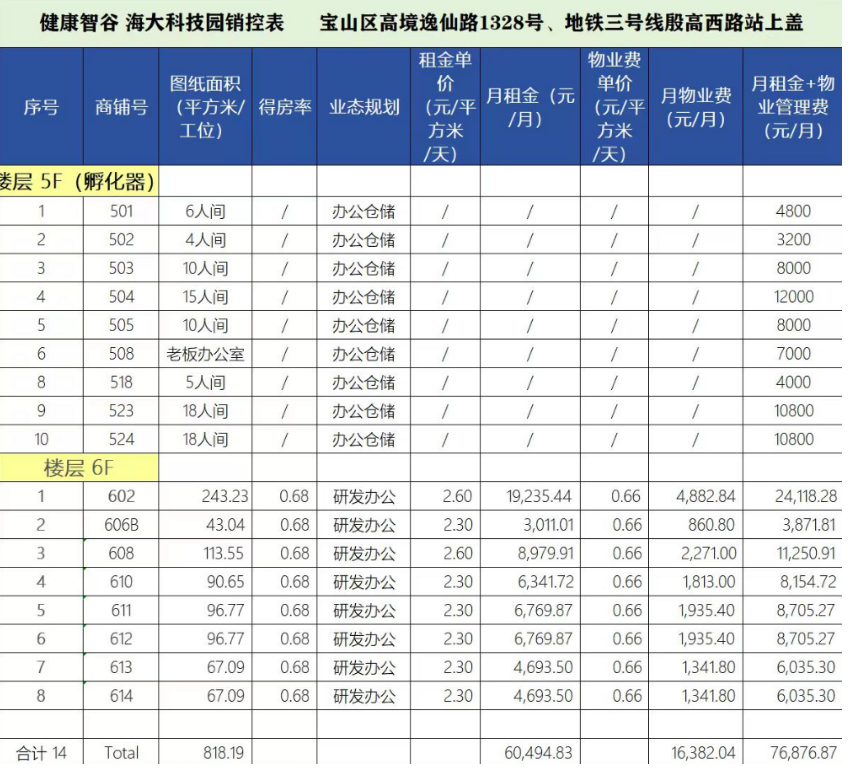 健康智谷 海大科技园销控表 宝山区高境逸仙路1328号、地铁三号线殷高西路站上盖
序号 商铺号 图纸面积（平方米/工位） 得房率 业态规划 租金单价（元/平方米/天） 月租金（元/月） 物业费单价（元/平方米/天） 月物业费（元/月） 月租金+物业管理费（元/月）
楼层 5F（孵化器）
1 501 6人间 / 办公仓储 / / / / 4800
2 502 4人间 / 办公仓储 / / / / 3200
3 503 10人间 / 办公仓储 / / / / 8000
4 504 15人间 / 办公仓储 / / / / 12000
5 505 10人间 / 办公仓储 / / / / 8000
6 508 老板办公室 / 办公仓储 / / / / 7000
8 518 5人间 / 办公仓储 / / / / 4000
9 523 18人间 / 办公仓储 / / / / 10800
10 524 18人间 / 办公仓储 / / / / 10800
楼层 6F
1 602 243.23 0.68 研发办公 2.60 19,235.44 0.66 4,882.84 24,118.28
2 606B 43.04 0.68 研发办公 2.30 3,011.01 0.66 860.80 3,871.81
3 608 113.55 0.68 研发办公 2.60 8,979.91 0.66 2,271.00 11,250.91
4 610 90.65 0.68 研发办公 2.30 6,341.72 0.66 1,813.00 8,154.72
5 611 96.77 0.68 研发办公 2.30 6,769.87 0.66 1,935.40 8,705.27
6 612 96.77 0.68 研发办公 2.30 6,769.87 0.66 1,935.40 8,705.27
7 613 67.09 0.68 研发办公 2.30 4,693.50 0.66 1,341.80 6,035.30
8 614 67.09 0.68 研发办公 2.30 4,693.50 0.66 1,341.80 6,035.30
合计 14 Total 818.19 60,494.83 16,382.04 76,876.87